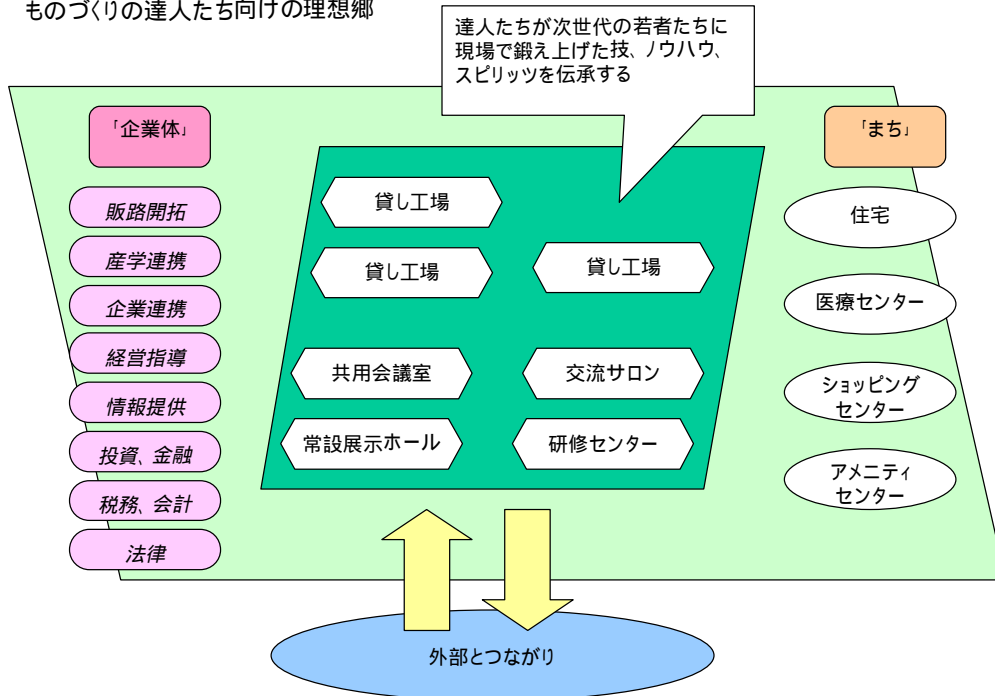 ものづくりの達人たち向けの理想郷
達人たちが次世代の若者たちに
現場で鍛え上げた技、ノウハウ、
スピリッツを伝承する
「企業体」
販路開拓
産学連携
企業連携
経営指導
情報提供
投資、金融
税務、会計
法律
貸し工場
貸し工場
貸し工場
共用会議室
交流サロン
常設展示ホール
研修センター
「まち」
住宅
医療センター
ショッピング
センター
アメニティ
センター
外部とつながり